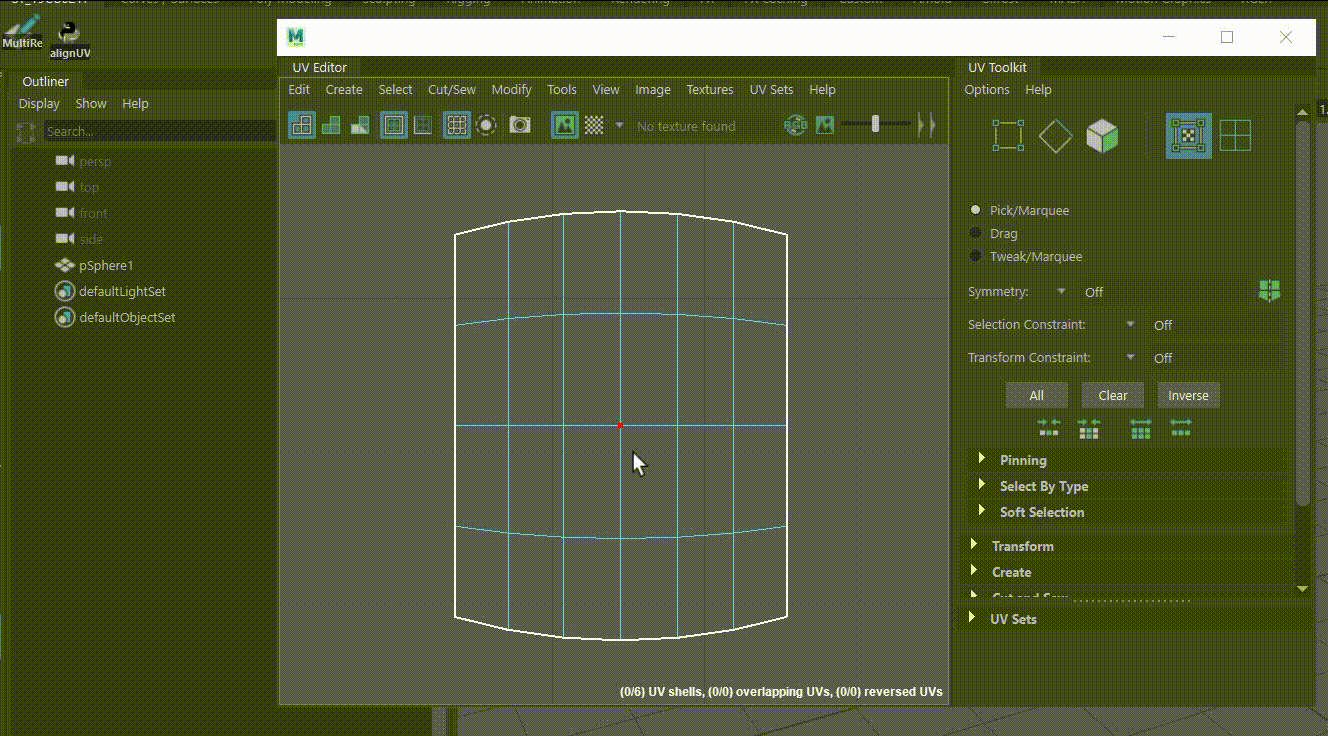 MultiRe
alignUV
Outliner
Display Show Help
Search...
persp
top
front
side
pSphere1
defaultLightSet
defaultObjectSet
UV Editor
Edit Create Select Cut/Sew Modify Tools View Image Textures UV Sets Help
No texture found
(0/6) UV shells, (0/0) overlapping UVs, (0/0) reversed UVs
UV Toolkit
Options Help
Pick/Marquee
Drag
Tweak/Marquee
Symmetry: Off
Selection Constraint: Off
Transform Constraint: Off
All Clear Inverse
Pinning
Select By Type
Soft Selection
Transform
Create
Cut and Sew
UV Sets